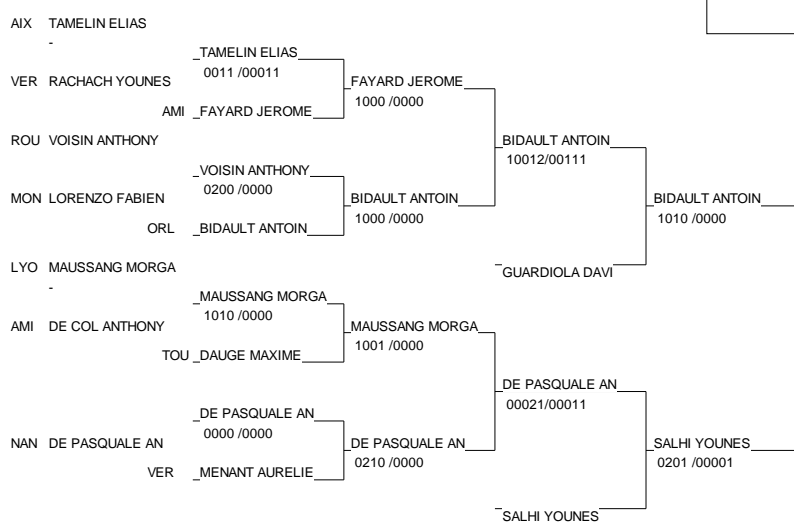 AIX TAMELIN ELIAS
-
_TAMELIN ELIAS
0011 /00011
VER RACHACH YOUNES
FAYARD JEROME
1000 /0000
AMI _FAYARD JEROME
ROU VOISIN ANTHONY
BIDAULT ANTOIN
10012/00111
_VOISIN ANTHONY
0200 /0000
MON LORENZO FABIEN
BIDAULT ANTOIN
1000 /0000
_BIDAULT ANTOIN
1010 /0000
ORL _BIDAULT ANTOIN
LYO MAUSSANG MORGA
-
GUARDIOLA DAVI
_MAUSSANG MORGA
1010 /0000
AMI DE COL ANTHONY
MAUSSANG MORGA
1001 /0000
TOU _DAUGE MAXIME
DE PASQUALE AN
00021/00011
_DE PASQUALE AN
0000 /0000
NAN DE PASQUALE AN
DE PASQUALE AN
0210 /0000
SALHI YOUNES
0201 /00001
VER _MENANT AURELIE
SALHI YOUNES